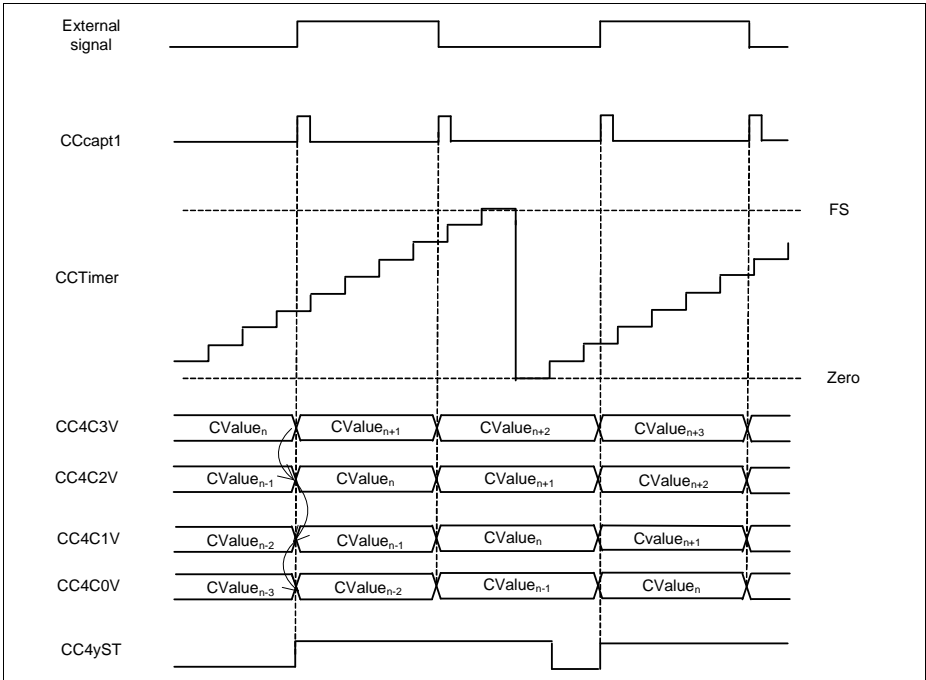 External
signal
CCcapt1
FS
CCTimer
Zero
CC4C3V CValueₙ CValueₙ₊₁ CValueₙ₊₂ CValueₙ₊₃
CC4C2V CValueₙ₋₁ CValueₙ CValueₙ₊₁ CValueₙ₊₂
CC4C1V CValueₙ₋₂ CValueₙ₋₁ CValueₙ Cvalueₙ₊₁
CC4C0V CValueₙ₋₃ CValueₙ₋₂ CValueₙ₋₁ CValueₙ
CC4yST